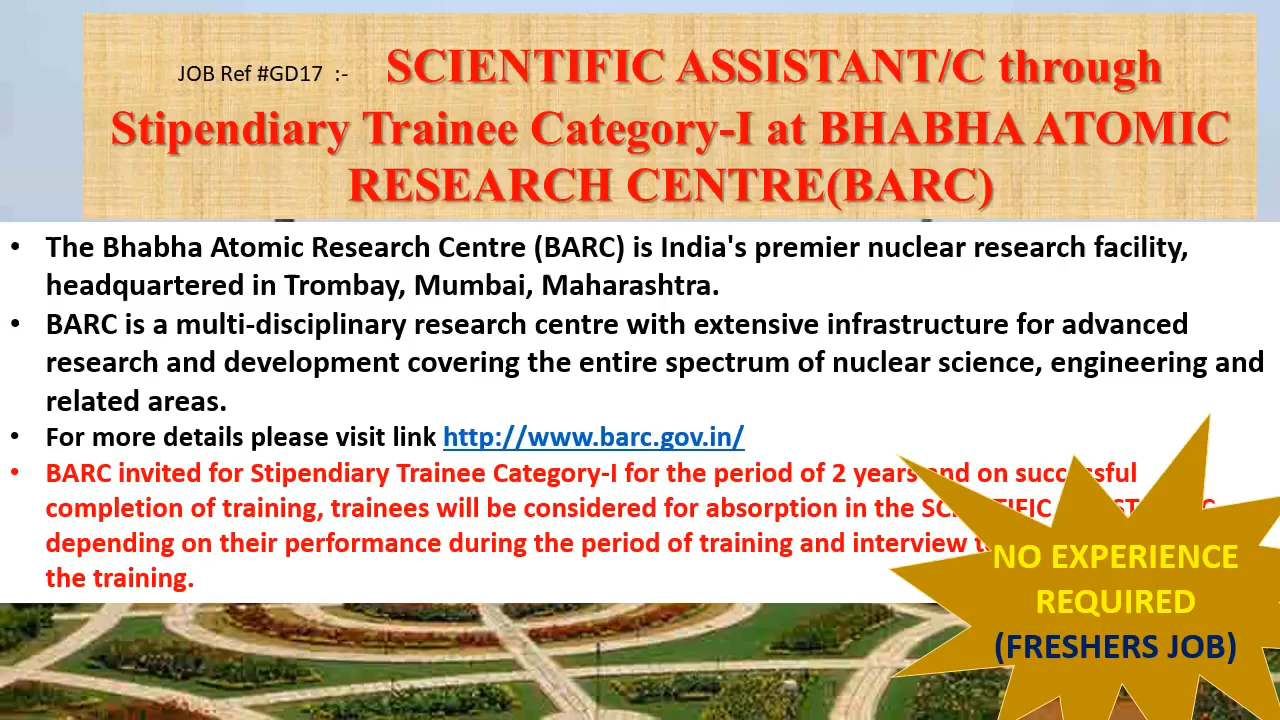 JOB Ref #GD17 :- SCIENTIFIC ASSISTANT/C through
Stipendiary Trainee Category-I at BHABHA ATOMIC
RESEARCH CENTRE(BARC)
• The Bhabha Atomic Research Centre (BARC) is India's premier nuclear research facility,
headquartered in Trombay, Mumbai, Maharashtra.
• BARC is a multi-disciplinary research centre with extensive infrastructure for advanced
research and development covering the entire spectrum of nuclear science, engineering and
related areas.
• For more details please visit link http://www.barc.gov.in/
• BARC invited for Stipendiary Trainee Category-I for the period of 2 years and on successful
completion of training, trainees will be considered for absorption in the
depending on their performance during the period of training and interview
the training.
NO EXPERIENCE
REQUIRED
(FRESHERS JOB)